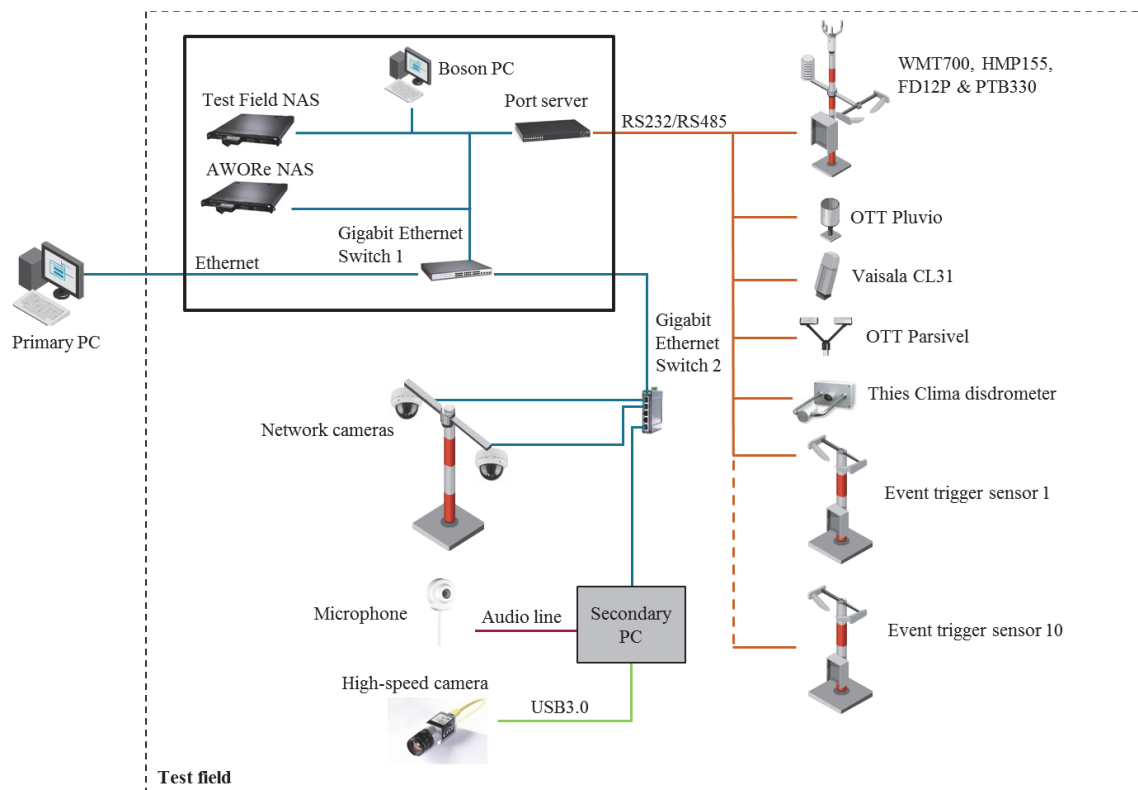 Boson PC
Test Field NAS
Port server
RS232/RS485
WMT700, HMP155,
FD12P & PTB330
AWORe NAS
OTT Pluvio
Gigabit Ethernet
Switch 1
Ethernet
Vaisala CL31
Primary PC
Gigabit
Ethernet
Switch 2
OTT Parsivel
Thies Clima disdrometer
Network cameras
Event trigger sensor 1
Microphone
Audio line
Secondary
PC
Event trigger sensor 10
High-speed camera
USB3.0
Test field